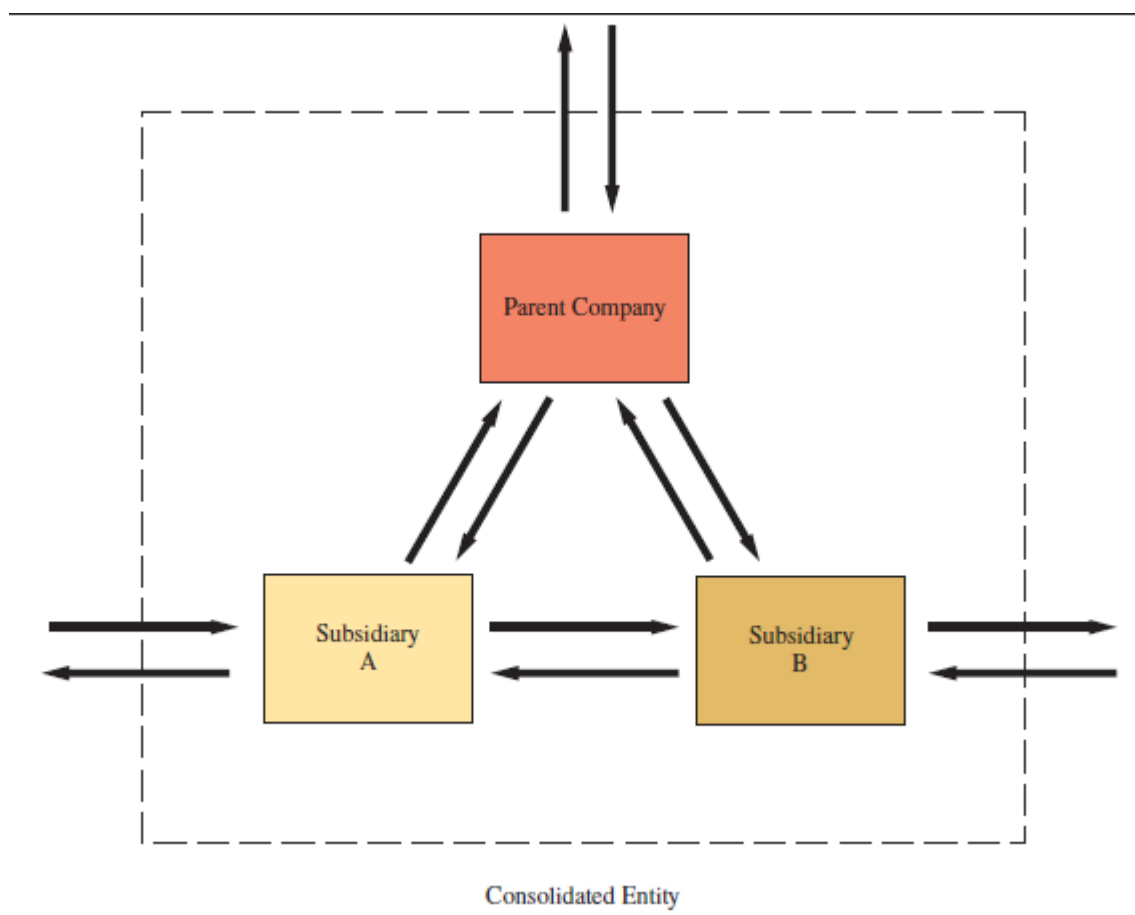 Parent Company
Subsidiary
A
Subsidiary
B
Consolidated Entity